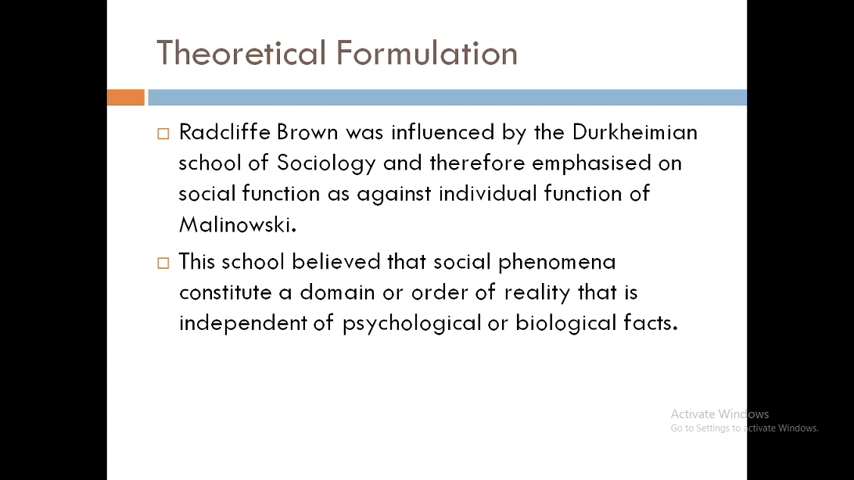 Theoretical Formulation
Radcliffe Brown was influenced by the Durkheimian
school of Sociology and therefore emphasised on
social function as against individual function of
Malinowski.
This school believed that social phenomena
constitute a domain or order of reality that is
independent of psychological or biological facts.
Activate Windows
Go to Settings to activate Windows.